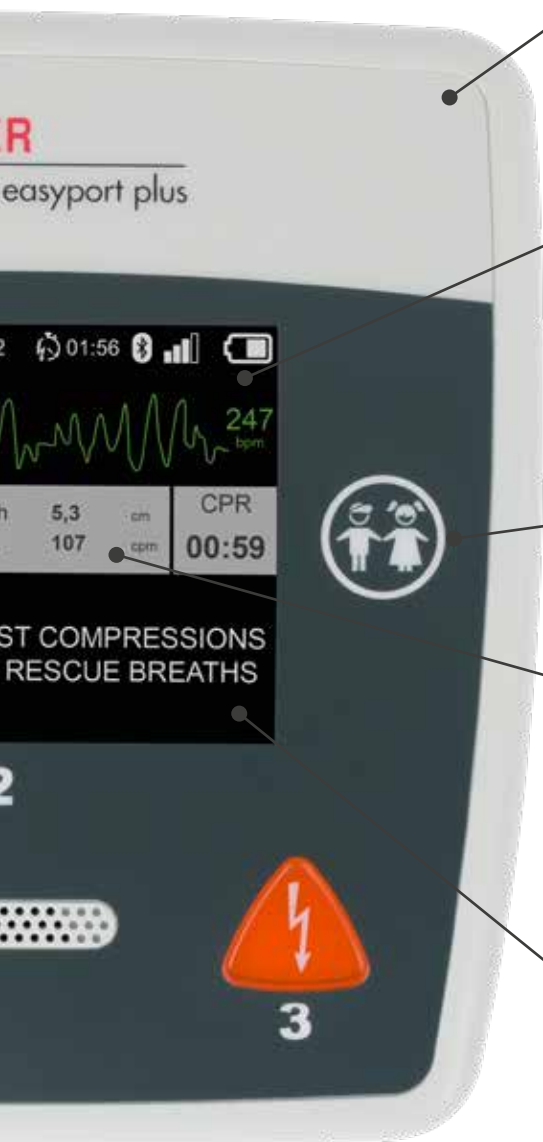 ER
easyport plus
2 01:56
247
bpm
h 5,3 cm CPR
107 cpm 00:59
ST COMPRESSIONS
RESCUE BREATHS
2
3